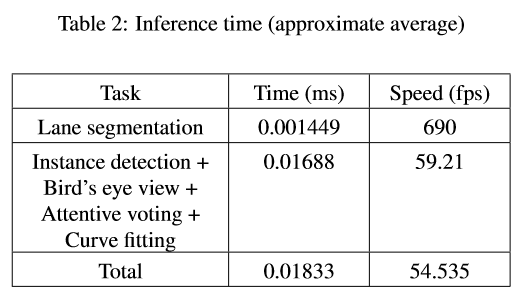 Table 2: Inference time (approximate average)
Task Time (ms) Speed (fps)
Lane segmentation 0.001449 690
Instance detection + 0.01688 59.21
Bird's eye view +
Attentive voting +
Curve fitting
Total 0.01833 54.535